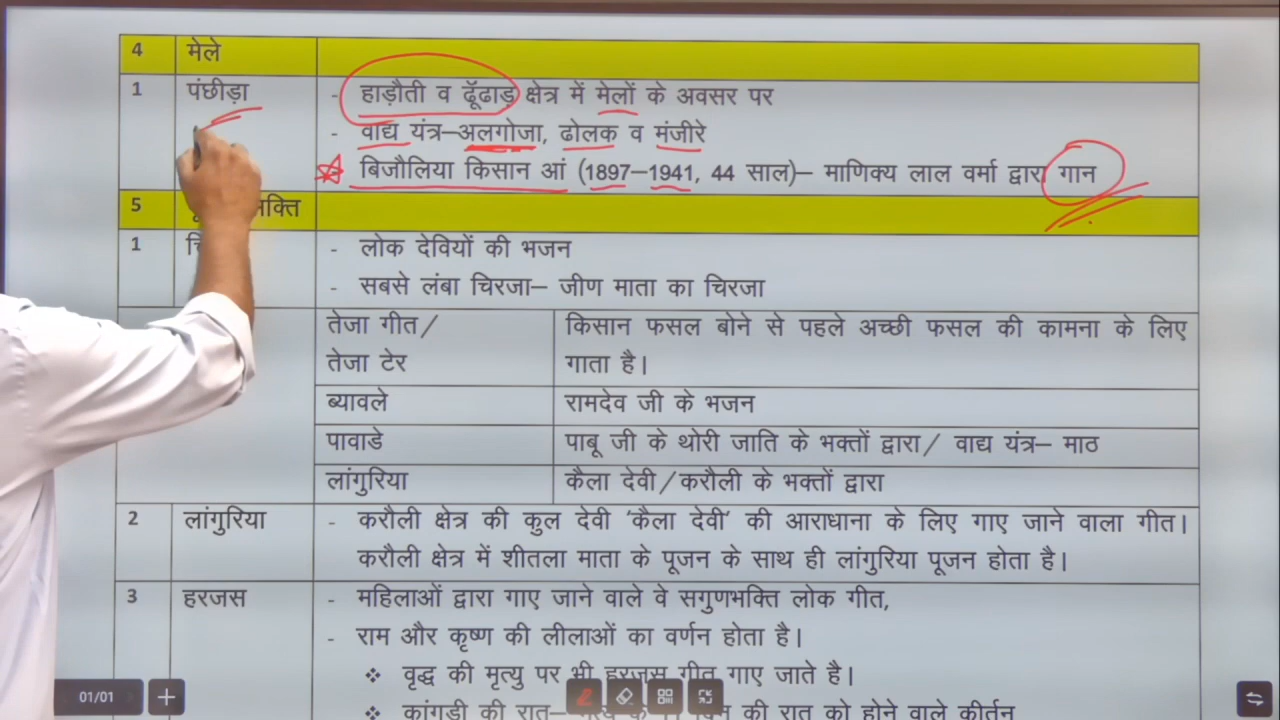 4 मेले
1 पंछीड़ा - हाड़ौती व ढूँढाड़ क्षेत्र में मेलों के अवसर पर
- वाद्य यंत्र–अलगोजा, ढोलक व मंजीरे
बिजौलिया किसान आं (1897–1941, 44 साल)– माणिक्य लाल वर्मा द्वारा गान
5
1 - लोक देवियों की भजन
- सबसे लंबा चिरजा– जीण माता का चिरजा
तेजा गीत/ किसान फसल बोने से पहले अच्छी फसल की कामना के लिए
तेजा टेर गाता है।
ब्यावले रामदेव जी के भजन
पावाडे पाबू जी के थोरी जाति के भक्तों द्वारा/ वाद्य यंत्र– माठ
लांगुरिया कैला देवी/करौली के भक्तों द्वारा
2 लांगुरिया - करौली क्षेत्र की कुल देवी 'कैला देवी' की आराधाना के लिए गाए जाने वाला गीत।
करौली क्षेत्र में शीतला माता के पूजन के साथ ही लांगुरिया पूजन होता है।
3 हरजस - महिलाओं द्वारा गाए जाने वाले वे सगुणभक्ति लोक गीत,
- राम और कृष्ण की लीलाओं का वर्णन होता है।
❖ वृद्ध की मृत्यु पर भी हरजस गीत गाए जाते है।
❖ कांगडी की रात– की रात को होने वाले कीर्तन
01/01